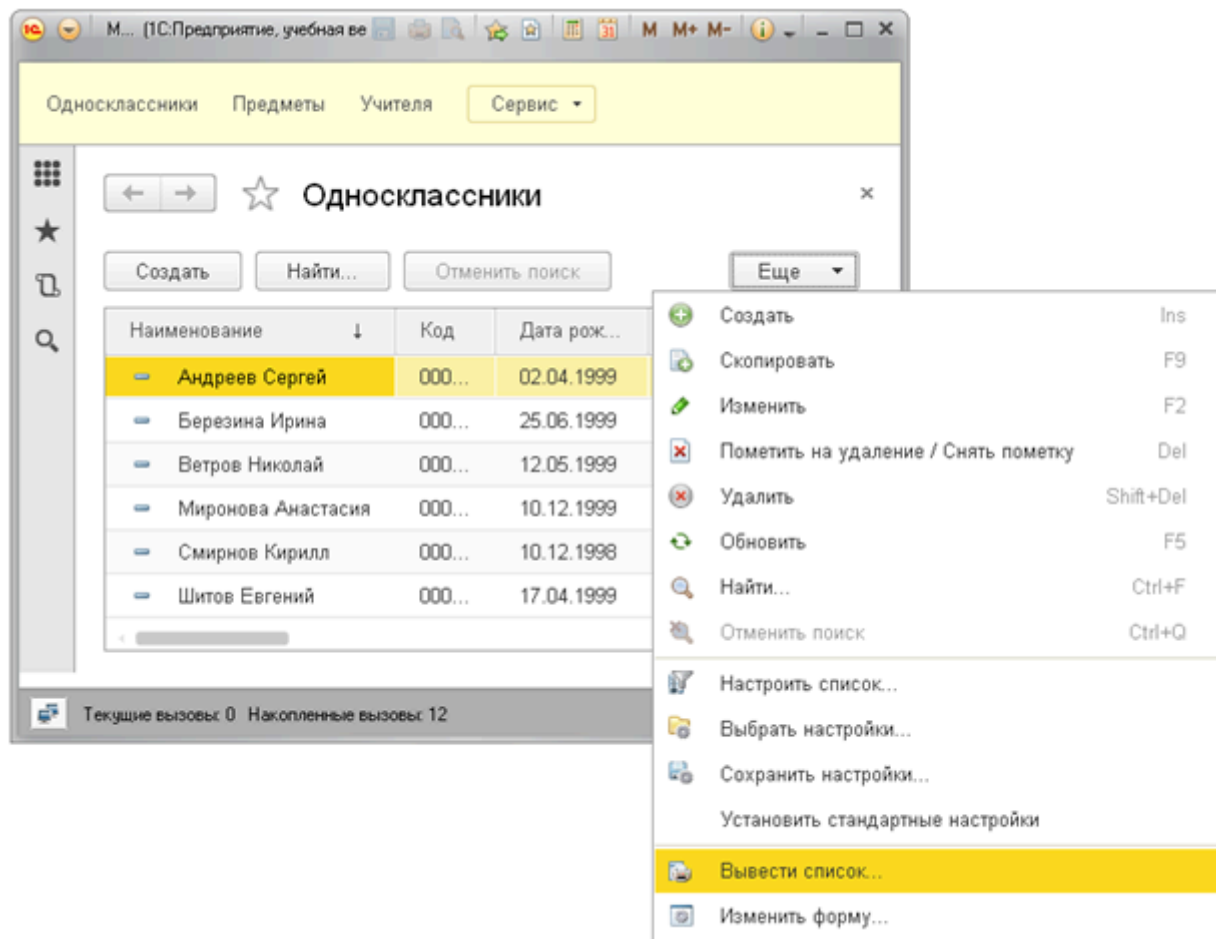 1С М... (1С:Предприятие, учебная ве 31 M M+ M- i
Одноклассники Предметы Учителя Сервис
Одноклассники
Создать Найти... Отменить поиск Еще
Наименование ↓ Код Дата рож...
Андреев Сергей 000... 02.04.1999
Березина Ирина 000... 25.06.1999
Ветров Николай 000... 12.05.1999
Миронова Анастасия 000... 10.12.1999
Смирнов Кирилл 000... 10.12.1998
Шитов Евгений 000... 17.04.1999
Текущие вызовы: 0 Накопленные вызовы: 12
Создать Ins
Скопировать F9
Изменить F2
Пометить на удаление / Снять пометку Del
Удалить Shift+Del
Обновить F5
Найти... Ctrl+F
Отменить поиск Ctrl+Q
Настроить список...
Выбрать настройки...
Сохранить настройки...
Установить стандартные настройки
Вывести список...
Изменить форму...